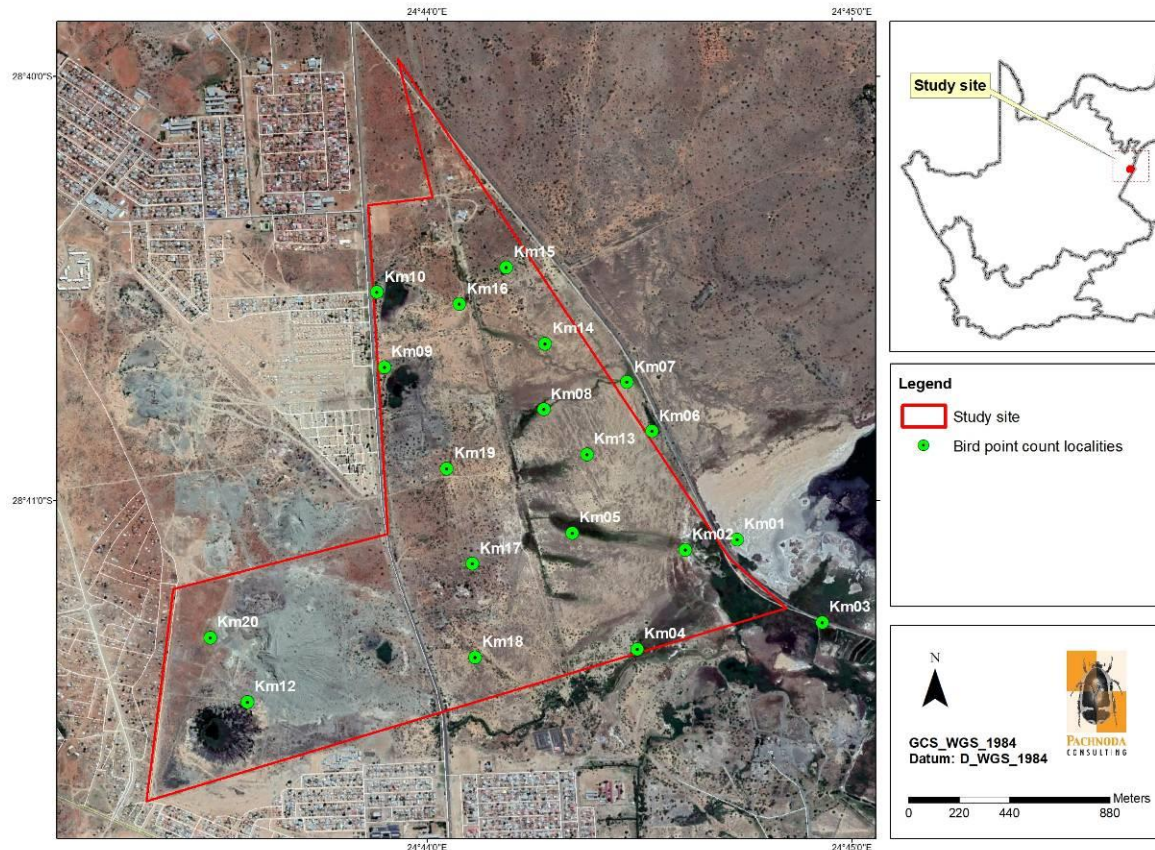 24°44'0"E
24°45'0"E
28°40'0"S
28°41'0"S
Km15
Km10
Km16
Km14
Km09
Km07
Km08
Km06
Km13
Km19
Km05
Km01
Km02
Km17
Km03
Km20
Km18
Km04
Km12
24°44'0"E
24°45'0"E
Study site
Legend
Study site
Bird point count localities
N
GCS_WGS_1984
Datum: D_WGS_1984
PACHNODA
CONSULTING
Meters
0 220 440 880